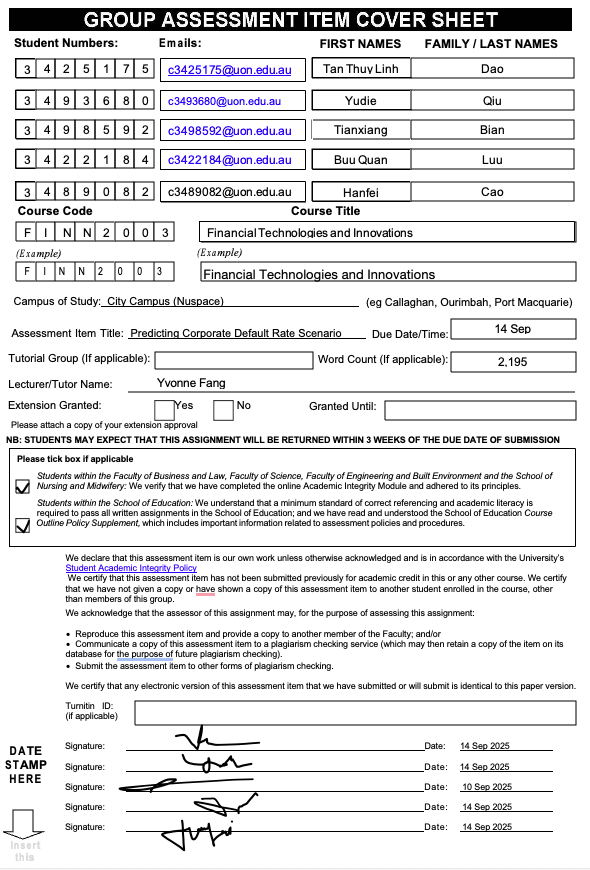 GROUP ASSESSMENT ITEM COVER SHEET
Student Numbers: Emails: FIRST NAMES FAMILY / LAST NAMES
3 4 2 5 1 7 5 c3425175@uon.edu.au Tan Thuy Linh Dao
3 4 9 3 6 8 0 c3493680@uon.edu.au Yudie Qiu
3 4 9 8 5 9 2 c3498592@uon.edu.au Tianxiang Bian
3 4 2 2 1 8 4 c3422184@uon.edu.au Buu Quan Luu
3 4 8 9 0 8 2 c3489082@uon.edu.au Hanfei Cao
Course Code Course Title
F I N N 2 0 0 3 Financial Technologies and Innovations
(Example) (Example)
F I N N 2 0 0 3 Financial Technologies and Innovations
Campus of Study: City Campus (Nuspace) (eg Callaghan, Ourimbah, Port Macquarie)
Assessment Item Title: Predicting Corporate Default Rate Scenario Due Date/Time: 14 Sep
Tutorial Group (If applicable): Word Count (If applicable): 2,195
Lecturer/Tutor Name: Yvonne Fang
Extension Granted: Yes No Granted Until:
Please attach a copy of your extension approval
NB: STUDENTS MAY EXPECT THAT THIS ASSIGNMENT WILL BE RETURNED WITHIN 3 WEEKS OF THE DUE DATE OF SUBMISSION
Please tick box if applicable
Students within the Faculty of Business and Law, Faculty of Science, Faculty of Engineering and Built Environment and the School of
Nursing and Midwifery: We verify that we have completed the online Academic Integrity Module and adhered to its principles.
Students within the School of Education: We understand that a minimum standard of correct referencing and academic literacy is
required to pass all written assignments in the School of Education; and we have read and understood the School of Education Course
Outline Policy Supplement, which includes important information related to assessment policies and procedures.
We declare that this assessment item is our own work unless otherwise acknowledged and is in accordance with the University's
Student Academic Integrity Policy
We certify that this assessment item has not been submitted previously for academic credit in this or any other course. We certify
that we have not given a copy or have shown a copy of this assessment item to another student enrolled in the course, other
than members of this group.
We acknowledge that the assessor of this assignment may, for the purpose of assessing this assignment:
• Reproduce this assessment item and provide a copy to another member of the Faculty; and/or
• Communicate a copy of this assessment item to a plagiarism checking service (which may then retain a copy of the item on its
database for the purpose of future plagiarism checking).
• Submit the assessment item to other forms of plagiarism checking.
We certify that any electronic version of this assessment item that we have submitted or will submit is identical to this paper version.
Turnitin ID:
(if applicable)
DATE
STAMP
HERE
Insert
this
Signature: Date: 14 Sep 2025
Signature: Date: 14 Sep 2025
Signature: Date: 10 Sep 2025
Signature: Date: 14 Sep 2025
Signature: Date: 14 Sep 2025